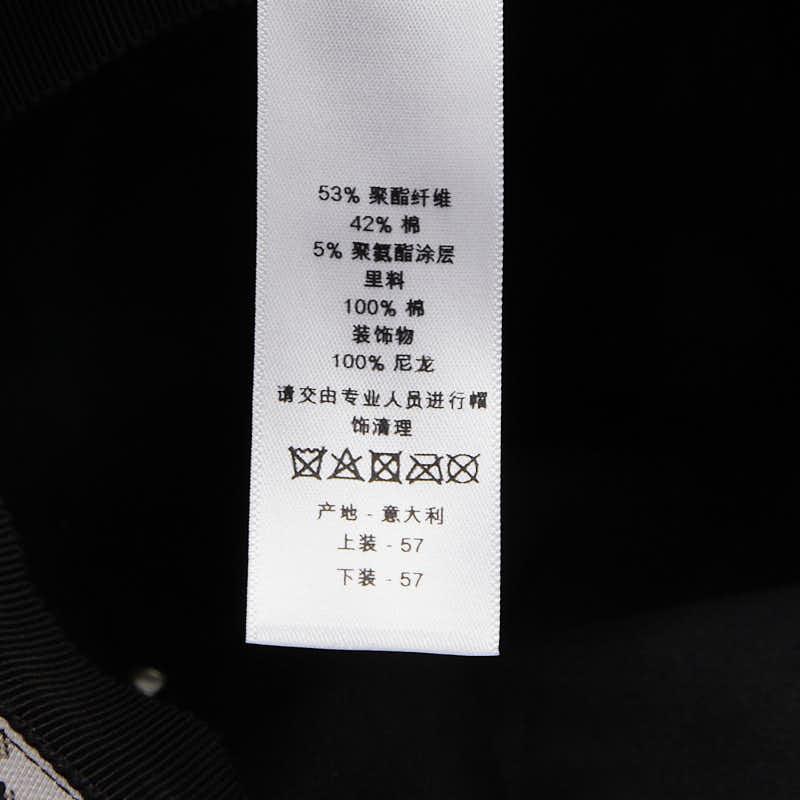 53% 聚酯纤维
42% 棉
5% 聚氨酯涂层
里料
100% 棉
装饰物
100% 尼龙
请交由专业人员进行帽
饰清理
产地 - 意大利
上装 - 57
下装 - 57